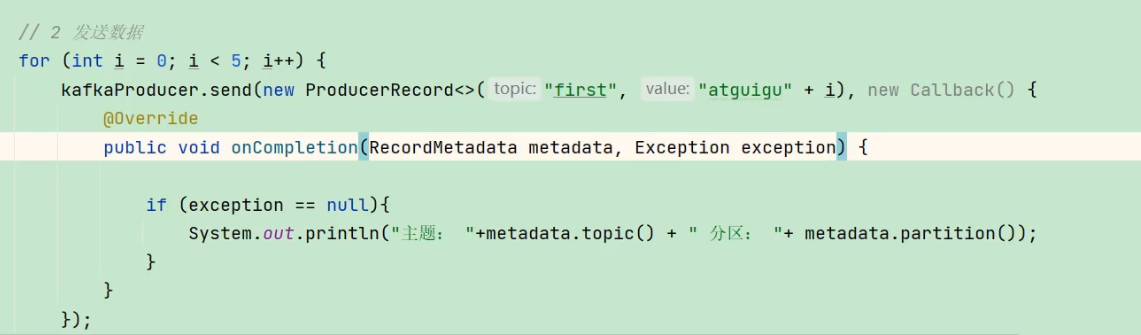 // 2 发送数据
for (int i = 0; i < 5; i++) {
kafkaProducer.send(new ProducerRecord<>( topic: "first", value: "atguigu" + i), new Callback() {
@Override
public void onCompletion(RecordMetadata metadata, Exception exception) {
if (exception == null){
System.out.println("主题： "+metadata.topic() + " 分区： "+ metadata.partition());
}
}
});